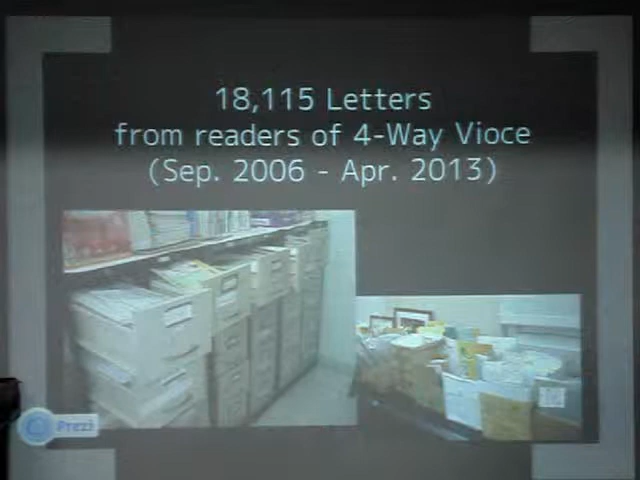 18,115 Letters
from readers of 4-Way Vioce
(Sep. 2006 - Apr. 2013)
Prezi